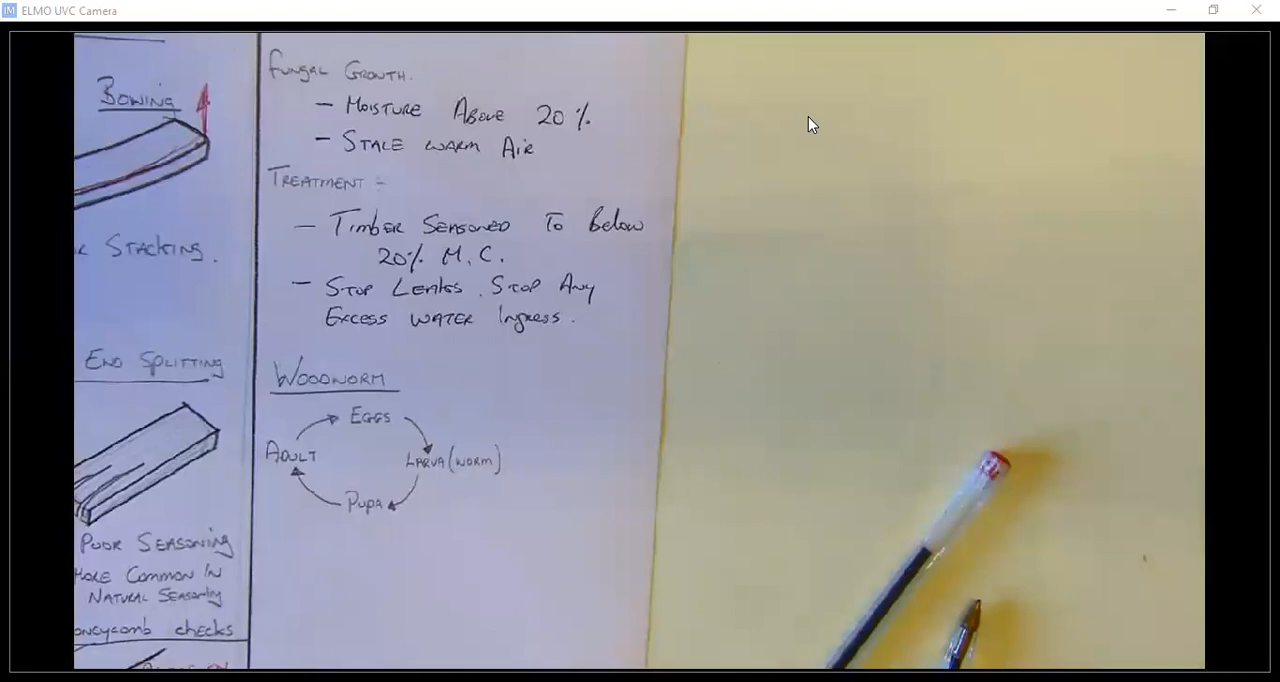 ELMO UVC Camera
BOWING
STACKING.
END SPLITTING
POOR SEASONING
MORE COMMON IN
NATURAL SEASONING
checks
FUNGAL GROWTH.
- MOISTURE ABOVE 20%
- STALE WARM AIR
TREATMENT =
- TIMBER SEASONED TO BELOW
20% M.C.
- STOP LEAKS. STOP ANY
EXCESS WATER INGRESS.
WOODWORM
EGGS
ADULT
LARVA (WORM)
PUPA